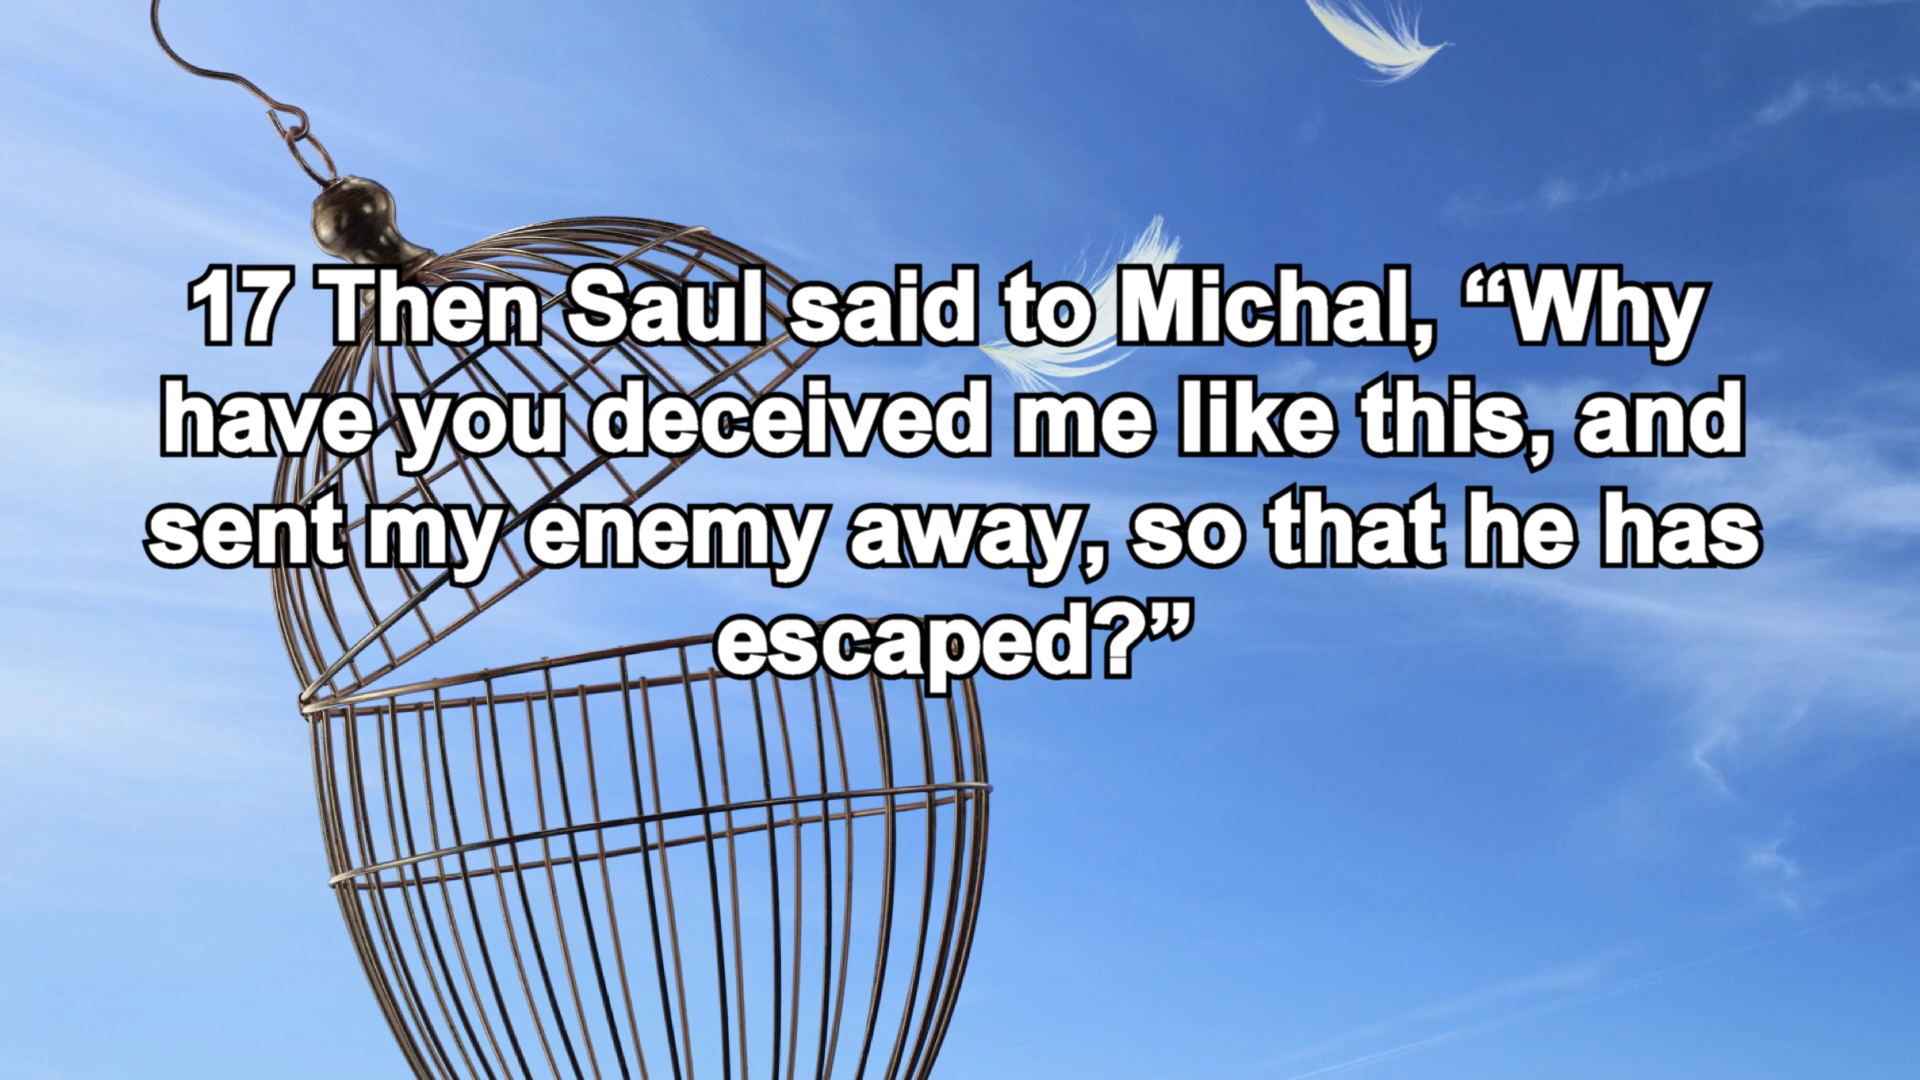 17 Then Saul said to Michal, “Why
have you deceived me like this, and
sent my enemy away, so that he has
escaped?”